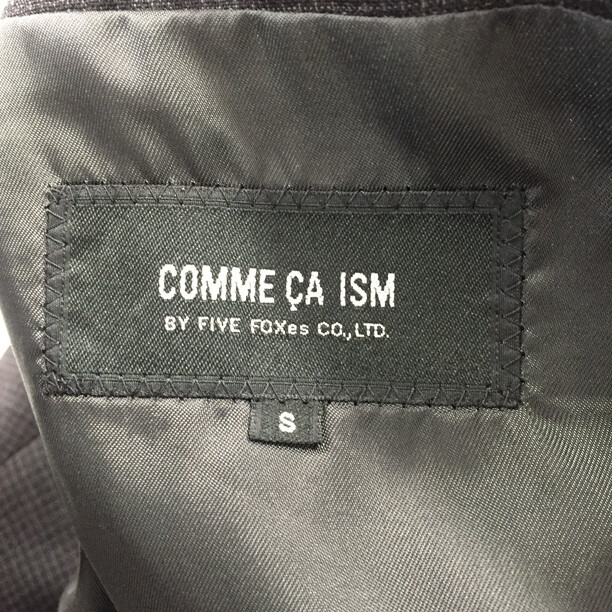 COMME ÇA ISM
BY FIVE FOXes CO.,LTD.
S